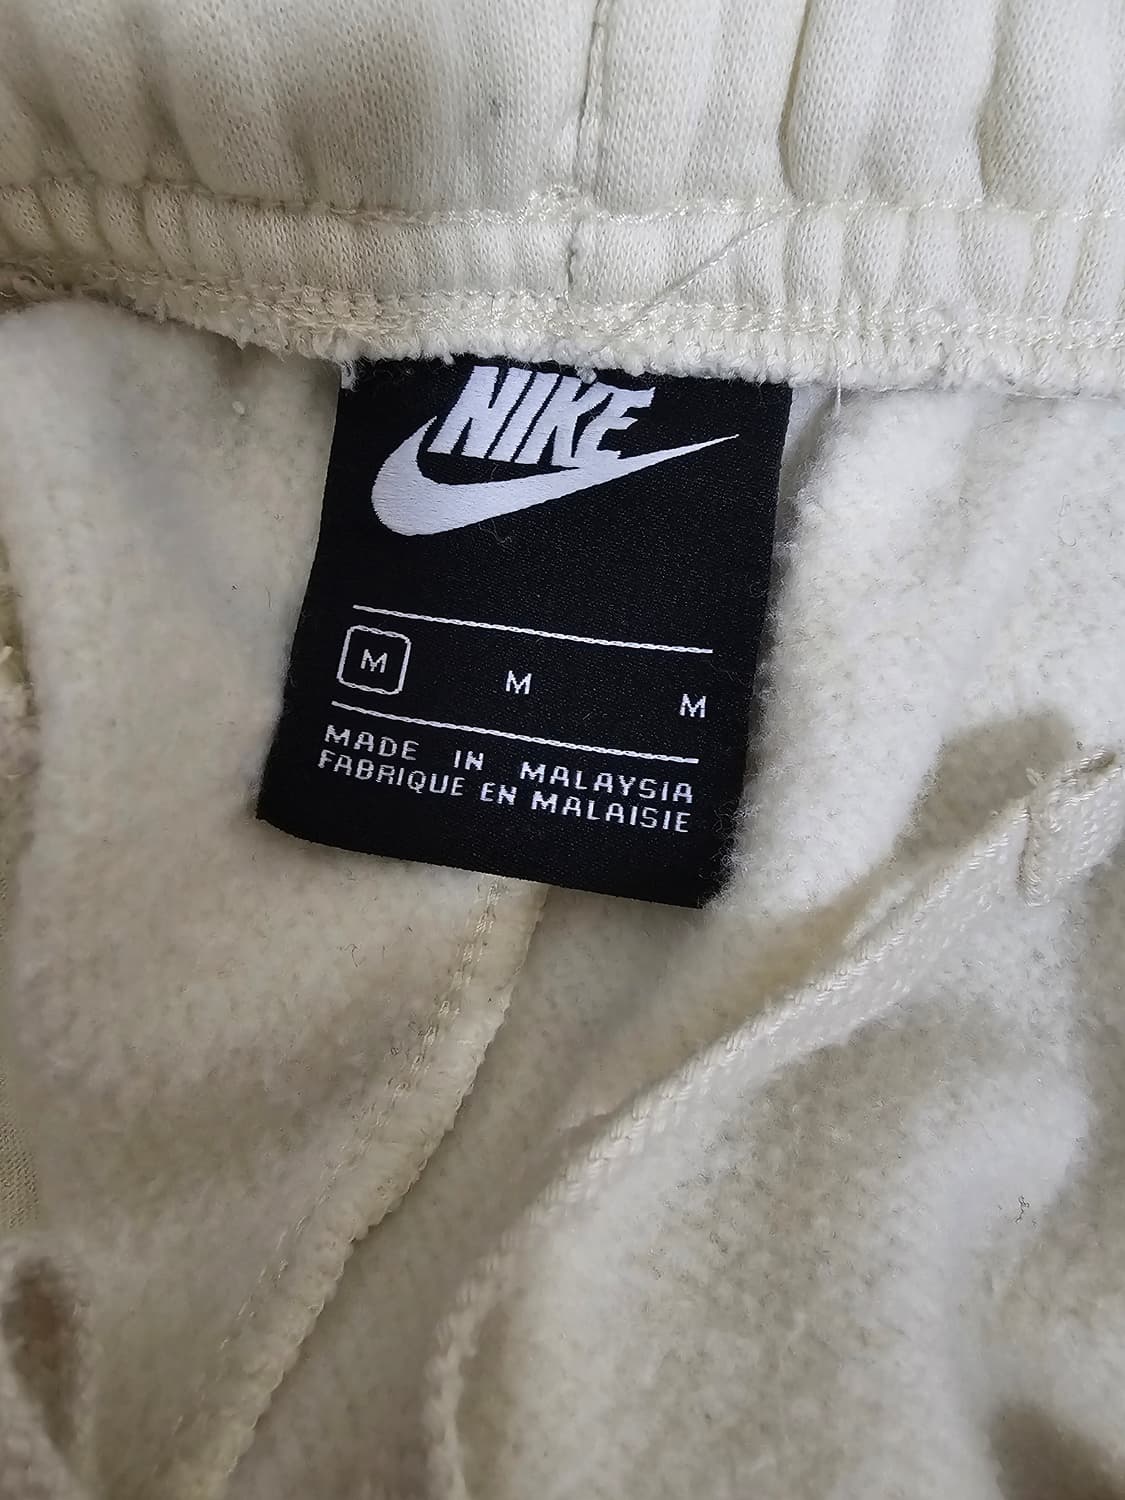 NIKE
M M M
MADE IN MALAYSIA
FABRIQUE EN MALAISIE